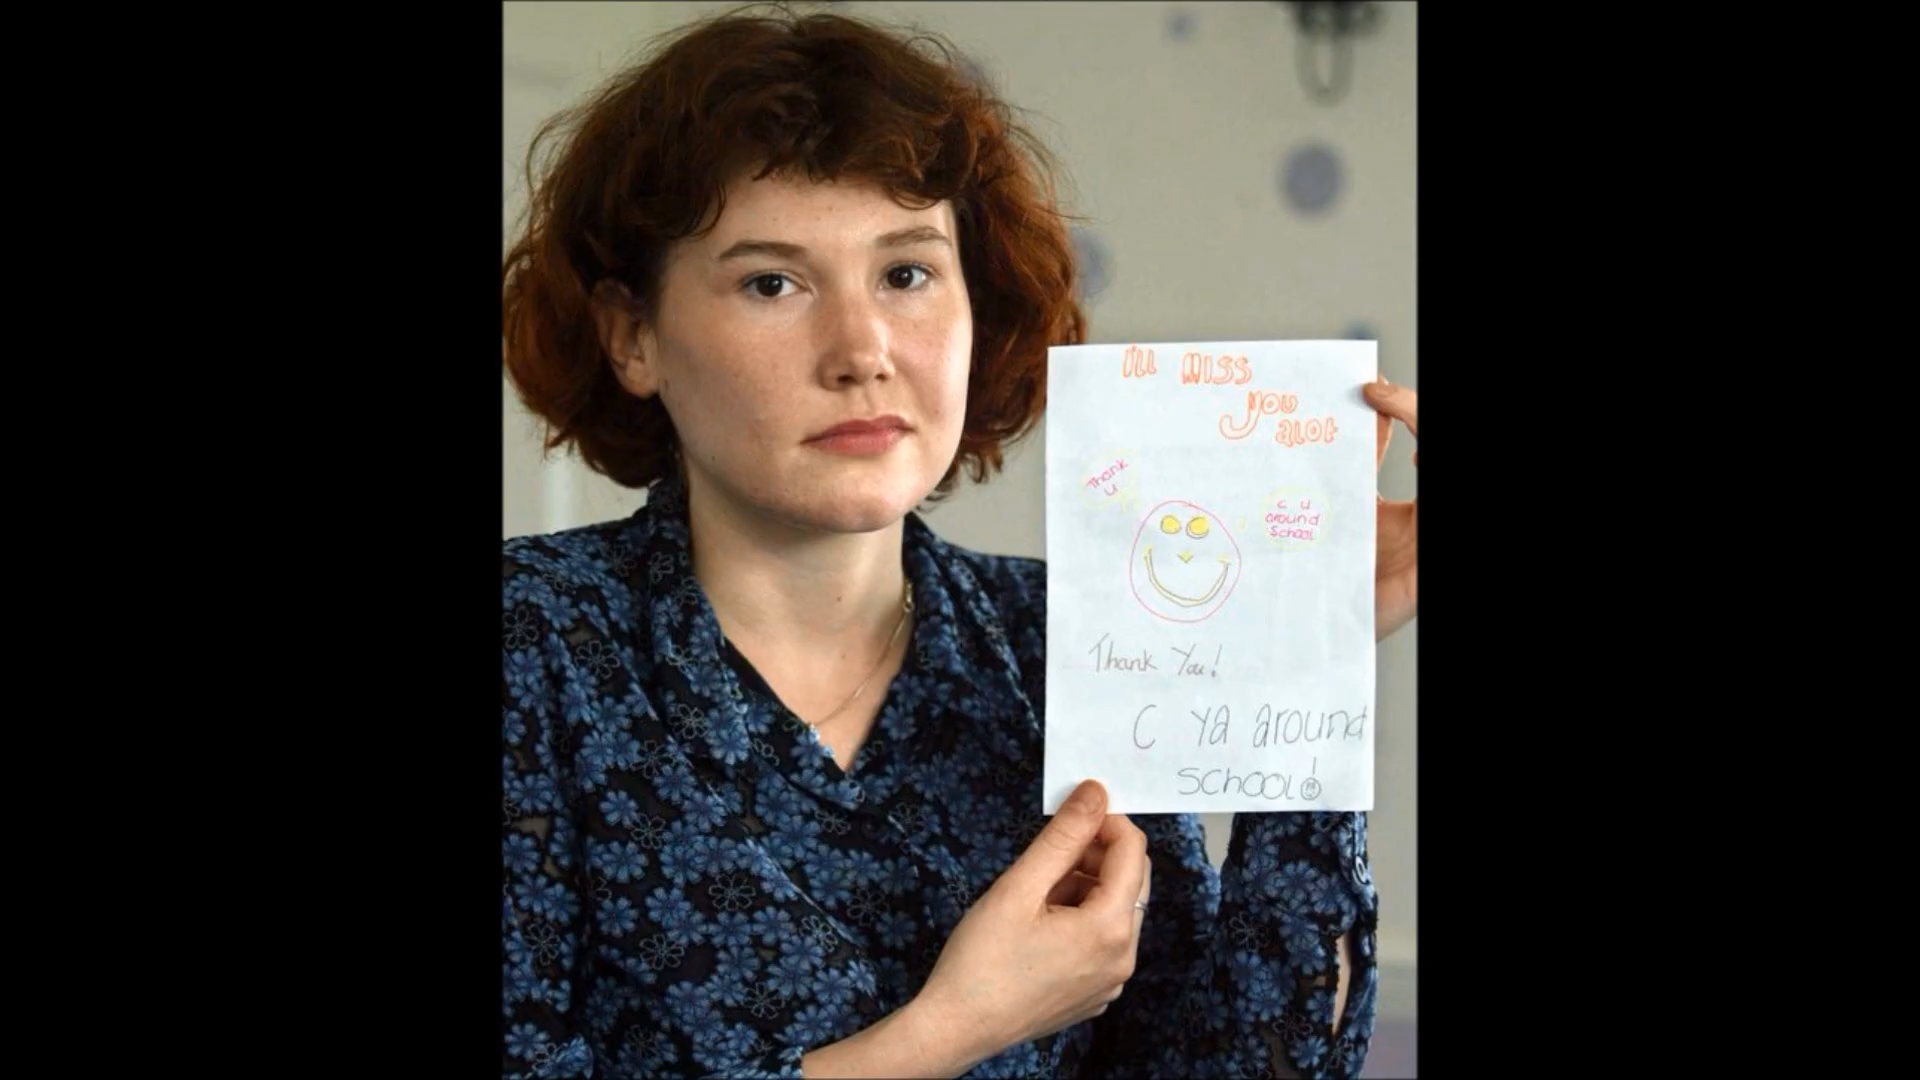 I'll MISS
you
alot
Thank
u
c u
around
School
Thank You!
C Ya around
SCHOOL!